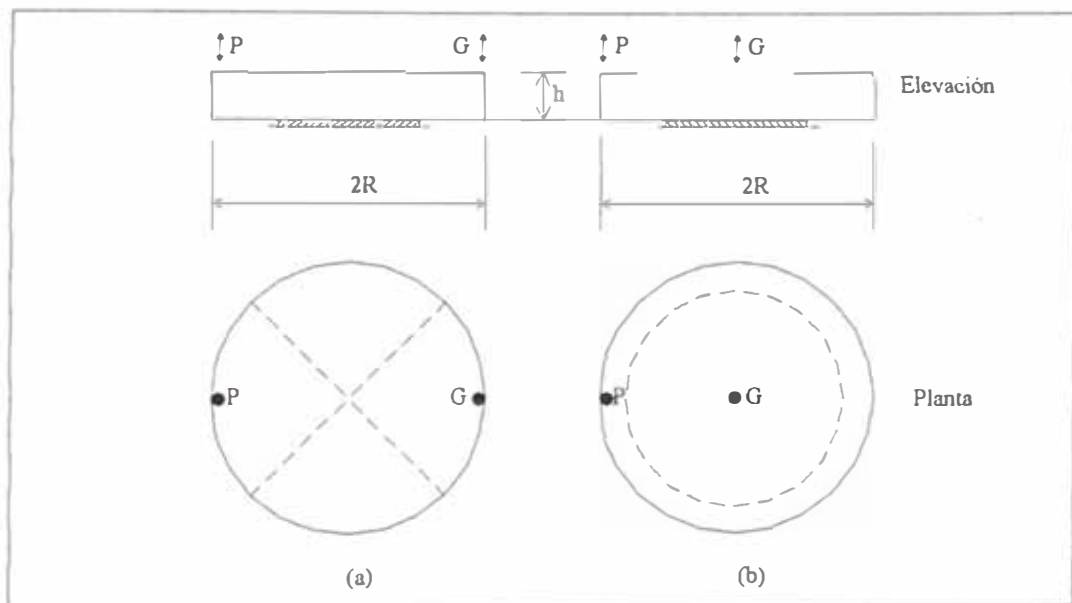 P G P G
h
Elevación
2R 2R
P G P G
Planta
(a) (b)